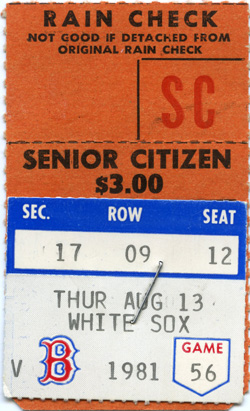 RAIN CHECK
NOT GOOD IF DETACHED FROM
ORIGINAL RAIN CHECK
SC
SENIOR CITIZEN
$3.00
SEC. ROW SEAT
17 09 12
THUR AUG 13
WHITE SOX
V B 1981 GAME 56